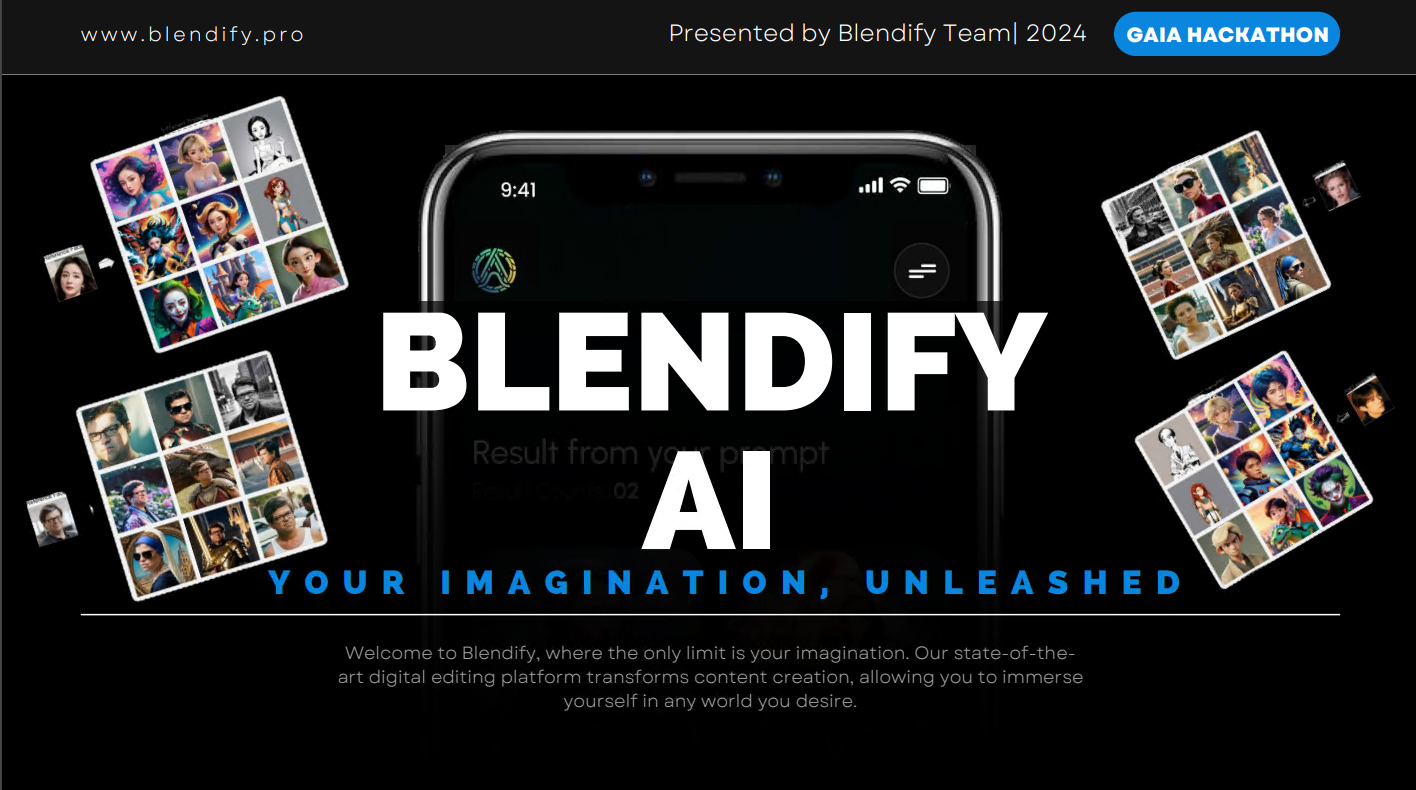 www.blendify.pro
Presented by Blendify Team| 2024
GAIA HACKATHON
9:41
BLENDIFY
Result from your prompt
02
AI
YOUR IMAGINATION, UNLEASHED
Welcome to Blendify, where the only limit is your imagination. Our state-of-the-
art digital editing platform transforms content creation, allowing you to immerse
yourself in any world you desire.